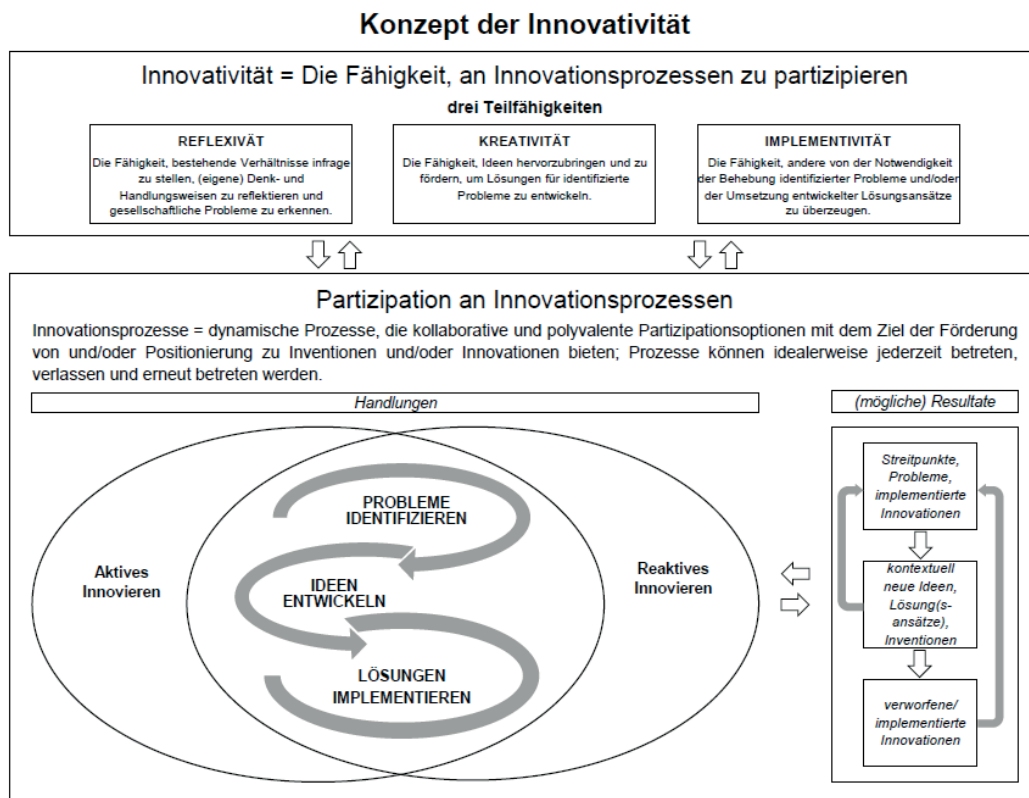 Konzept der Innovativität
Innovativität = Die Fähigkeit, an Innovationsprozessen zu partizipieren
drei Teilfähigkeiten
REFLEXIVÄT
Die Fähigkeit, bestehende Verhältnisse infrage
zu stellen, (eigene) Denk- und
Handlungsweisen zu reflektieren und
gesellschaftliche Probleme zu erkennen.
KREATIVITÄT
Die Fähigkeit, Ideen hervorzubringen und zu
fördern, um Lösungen für identifizierte
Probleme zu entwickeln.
IMPLEMENTIVITÄT
Die Fähigkeit, andere von der Notwendigkeit
der Behebung identifizierter Probleme und/oder
der Umsetzung entwickelter Lösungsansätze
zu überzeugen.
Partizipation an Innovationsprozessen
Innovationsprozesse = dynamische Prozesse, die kollaborative und polyvalente Partizipationsoptionen mit dem Ziel der Förderung
von und/oder Positionierung zu Inventionen und/oder Innovationen bieten; Prozesse können idealerweise jederzeit betreten,
verlassen und erneut betreten werden.
Handlungen
Aktives
Innovieren
PROBLEME
IDENTIFIZIEREN
IDEEN
ENTWICKELN
LÖSUNGEN
IMPLEMENTIEREN
Reaktives
Innovieren
(mögliche) Resultate
Streitpunkte,
Probleme,
implementierte
Innovationen
kontextuell
neue Ideen,
Lösung(s-
ansätze),
Inventionen
verworfene/
implementierte
Innovationen